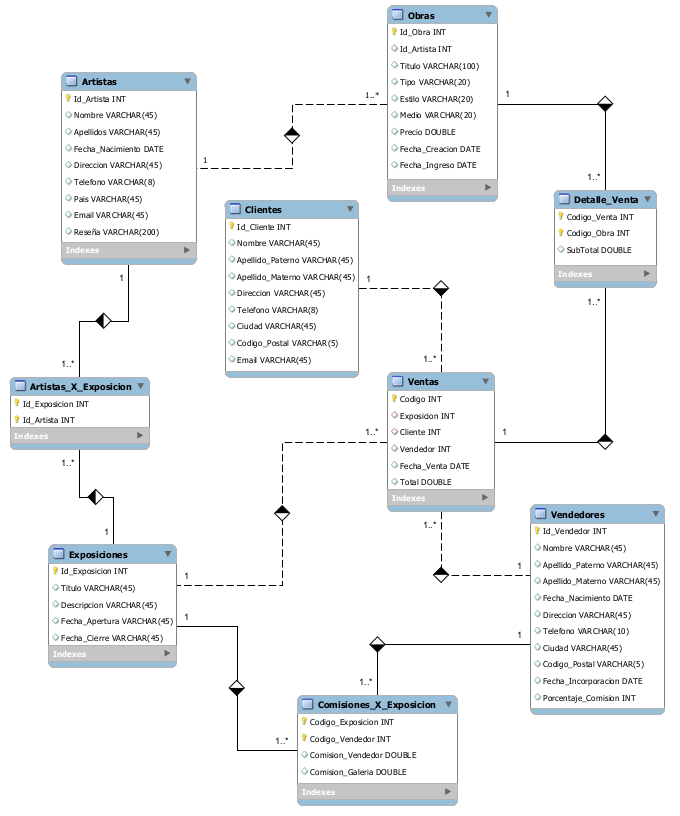 Obras
Id_Obra INT
Id_Artista INT
Titulo VARCHAR(100)
Tipo VARCHAR(20)
Estilo VARCHAR(20)
Medio VARCHAR(20)
Precio DOUBLE
Fecha_Creacion DATE
Fecha_Ingreso DATE
Indexes
Artistas
Id_Artista INT
Nombre VARCHAR(45)
Apellidos VARCHAR(45)
Fecha_Nacimiento DATE
Direccion VARCHAR(45)
Telefono VARCHAR(8)
Pais VARCHAR(45)
Email VARCHAR(45)
Reseña VARCHAR(200)
Indexes
1..*
1
1
1..*
Detalle_Venta
Codigo_Venta INT
Codigo_Obra INT
SubTotal DOUBLE
Indexes
1..*
Clientes
Id_Cliente INT
Nombre VARCHAR(45)
Apellido_Paterno VARCHAR(45)
Apellido_Materno VARCHAR(45)
Direccion VARCHAR(45)
Telefono VARCHAR(8)
Ciudad VARCHAR(45)
Codigo_Postal VARCHAR(5)
Email VARCHAR(45)
Indexes
1
1..*
1
1..*
Artistas_X_Exposicion
Id_Exposicion INT
Id_Artista INT
Indexes
1..*
1
Ventas
Codigo INT
Exposicion INT
Cliente INT
Vendedor INT
Fecha_Venta DATE
Total DOUBLE
Indexes
1..*
1
1..*
1
Vendedores
Id_Vendedor INT
Nombre VARCHAR(45)
Apellido_Paterno VARCHAR(45)
Apellido_Materno VARCHAR(45)
Fecha_Nacimiento DATE
Direccion VARCHAR(45)
Telefono VARCHAR(10)
Ciudad VARCHAR(45)
Codigo_Postal VARCHAR(5)
Fecha_Incorporacion DATE
Porcentaje_Comision INT
Indexes
Exposiciones
Id_Exposicion INT
Titulo VARCHAR(45)
Descripcion VARCHAR(45)
Fecha_Apertura VARCHAR(45)
Fecha_Cierre VARCHAR(45)
Indexes
1
1
1
1..*
1..*
Comisiones_X_Exposicion
Codigo_Exposicion INT
Codigo_Vendedor INT
Comision_Vendedor DOUBLE
Comision_Galeria DOUBLE
Indexes